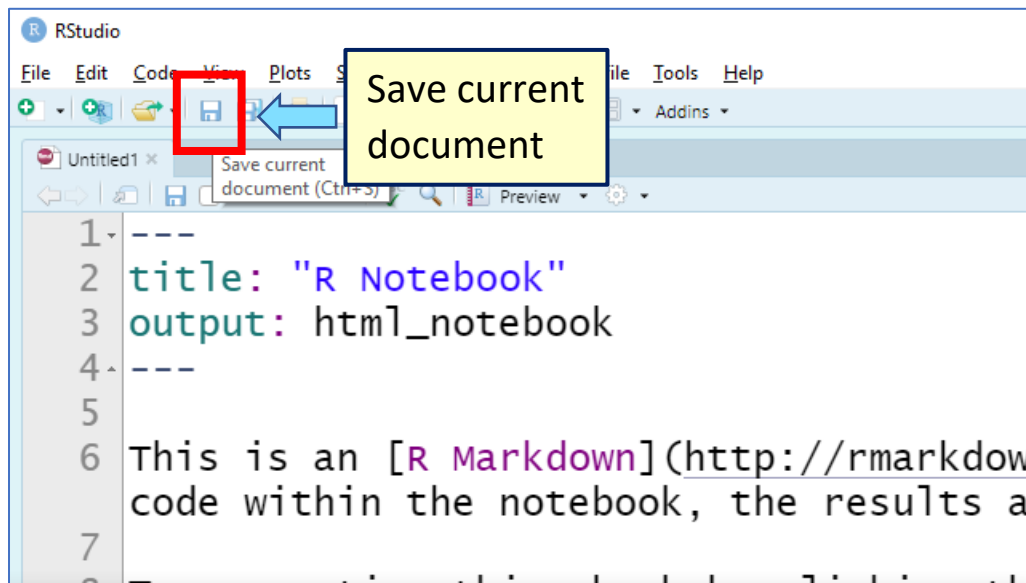 RStudio
File Edit Code View Plots Tools Help
Save current
document
Addins
Untitled1
Save current
document (Ctrl+S)
Preview
1 ---
2 title: "R Notebook"
3 output: html_notebook
4 ---
5
6 This is an [R Markdown](http://rmarkdow
code within the notebook, the results a
7